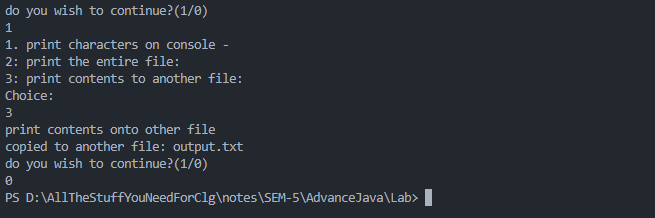 do you wish to continue?(1/0)
1
1. print characters on console -
2: print the entire file:
3: print contents to another file:
Choice:
3
print contents onto other file
copied to another file: output.txt
do you wish to continue?(1/0)
0
PS D:\AllTheStuffYouNeedForClg\notes\SEM-5\AdvanceJava\Lab>